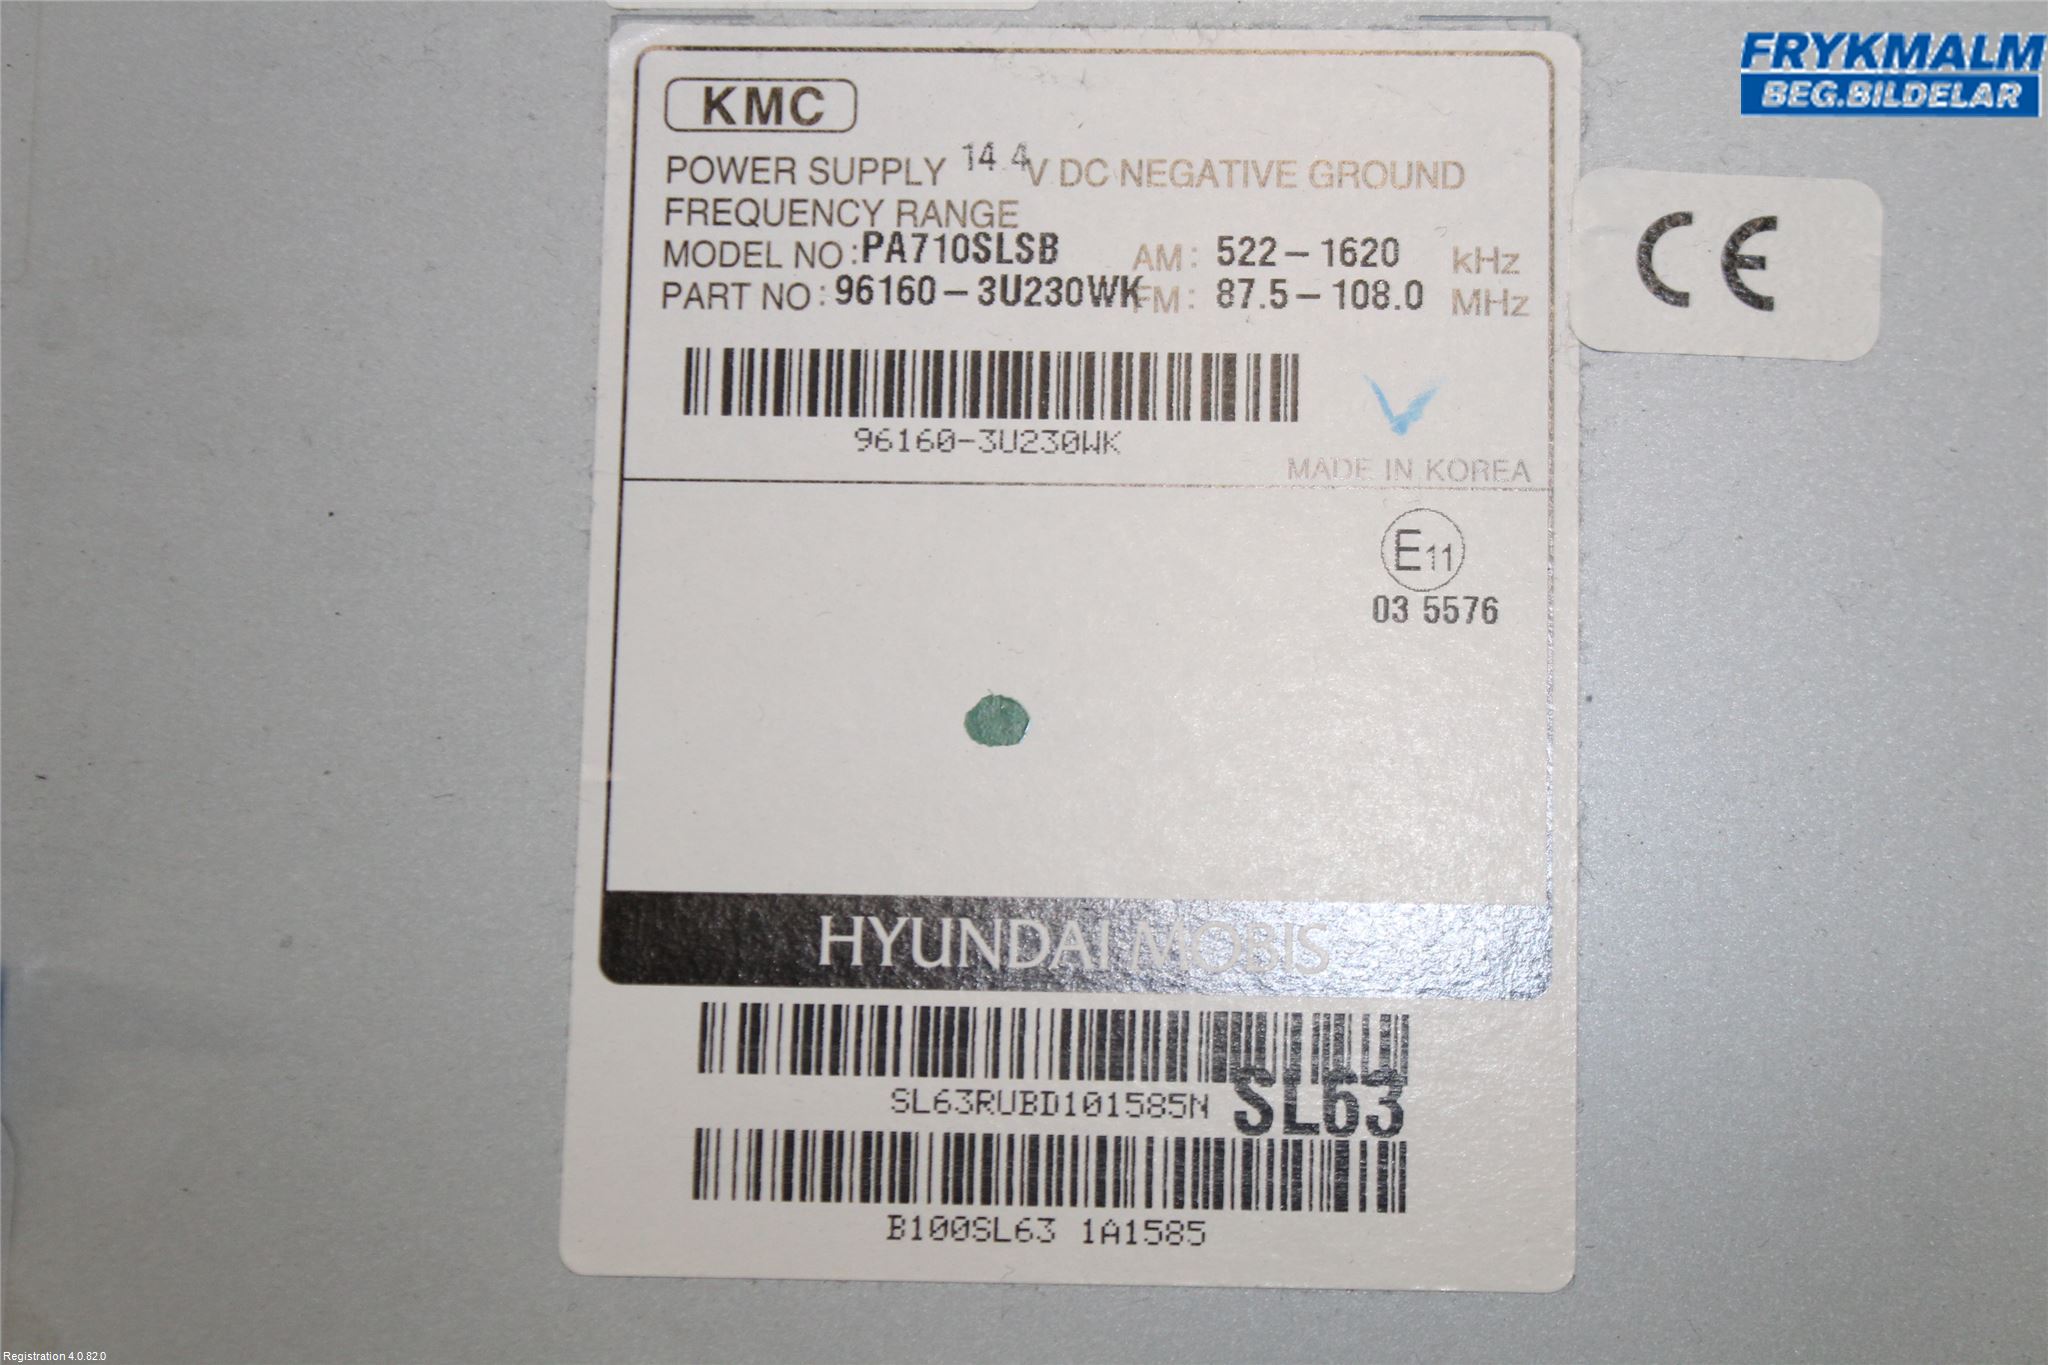 FRYKMALM
BEG.BILDELAR
KMC
POWER SUPPLY 14 4V DC NEGATIVE GROUND
FREQUENCY RANGE
MODEL NO : PA710SLSB AM : 522 – 1620 kHz
PART NO : 96160 – 3U230WK FM : 87.5 – 108.0 MHz
CE
96160-3U230WK
MADE IN KOREA
E11
03 5576
HYUNDAI MOBIS
SL63RUBD101585N SL63
B100SL63 1A1585
Registration 4.0.82.0